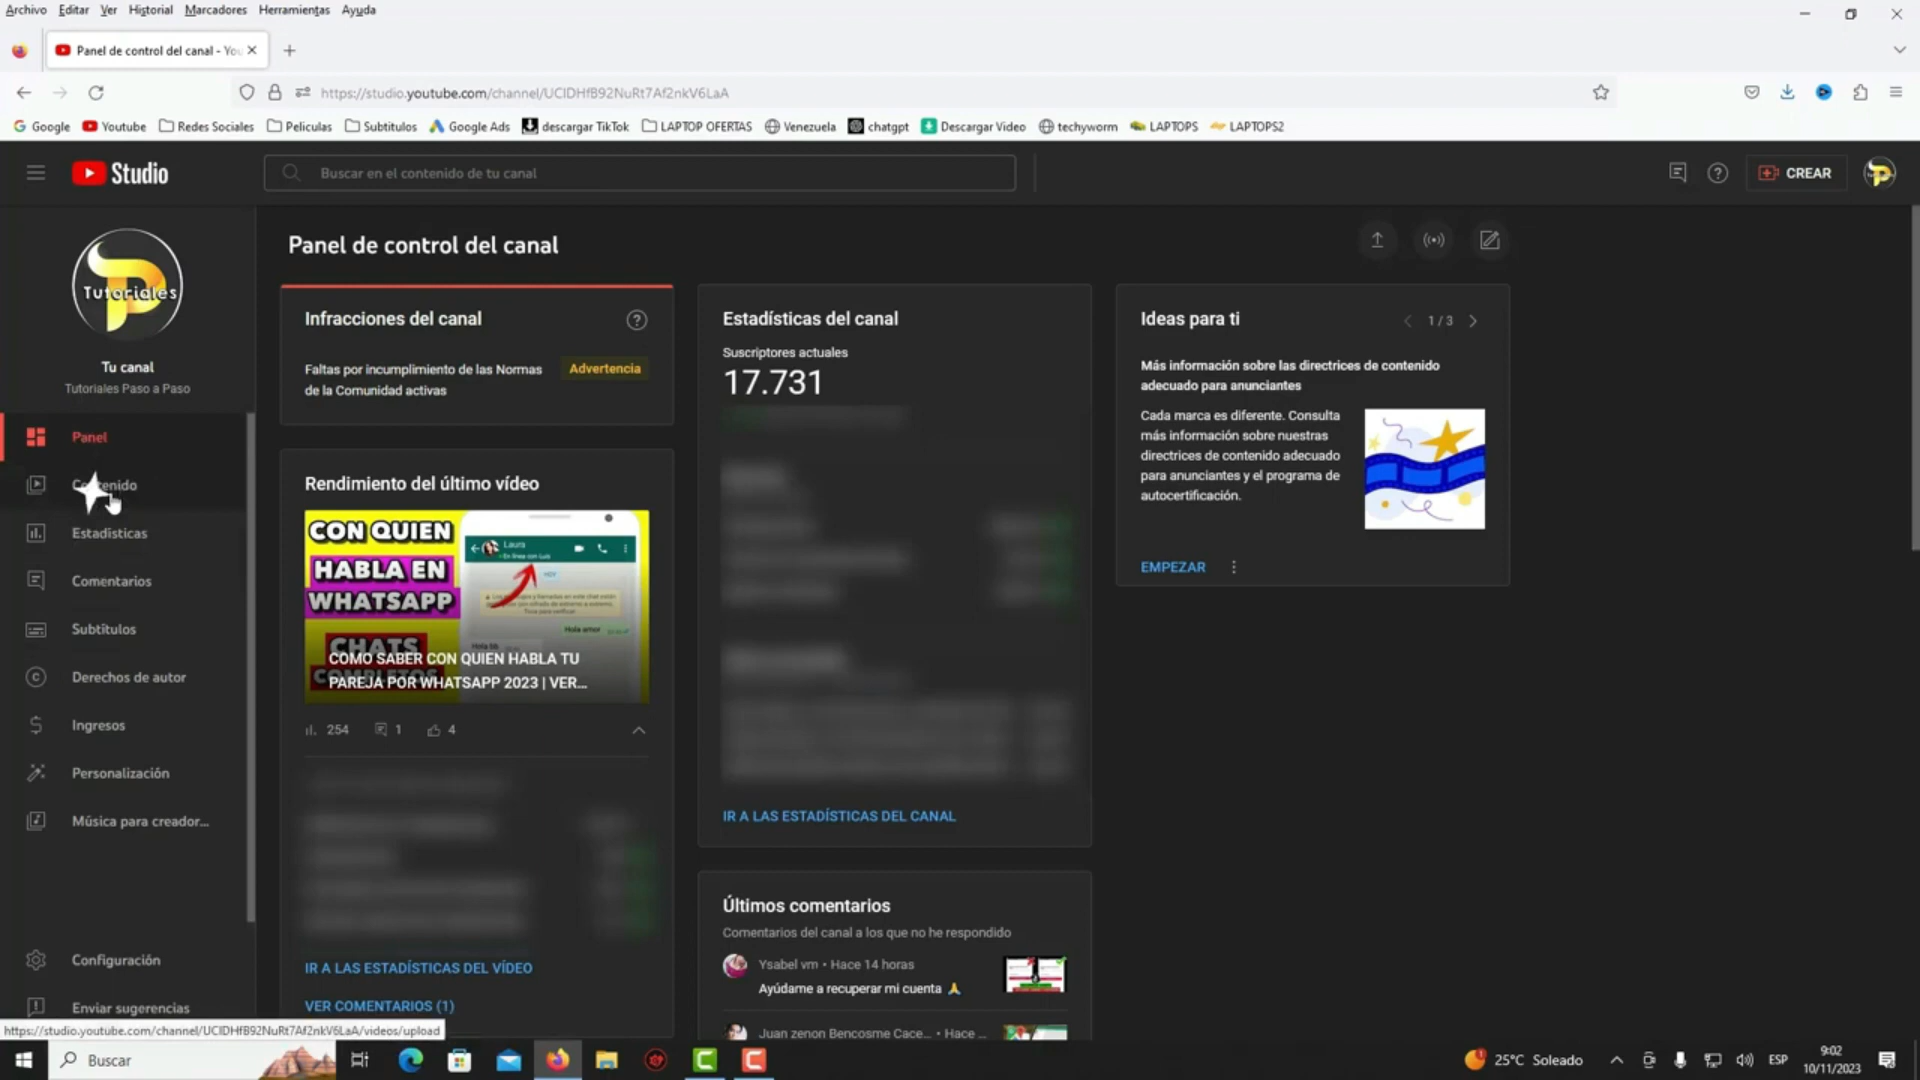 Archivo Editar Ver Historial Marcadores Herramientas Ayuda
Panel de control del canal - You
https://studio.youtube.com/channel/UCIDHfB92NuRt7Af2nkV6LaA
Google Youtube Redes Sociales Peliculas Subtitulos Google Ads descargar TikTok LAPTOP OFERTAS Venezuela chatgpt Descargar Video techyworm LAPTOPS LAPTOPS2
Studio
Buscar en el contenido de tu canal
CREAR
Tutoriales
Tu canal
Tutoriales Paso a Paso
Panel
Estadísticas
Comentarios
Subtítulos
Derechos de autor
Ingresos
Personalización
Música para creador...
Configuración
Enviar sugerencias
Panel de control del canal
Infracciones del canal
Faltas por incumplimiento de las Normas
de la Comunidad activas
Advertencia
Rendimiento del último vídeo
CON QUIEN
HABLA EN
WHATSAPP
CHATS
Laura
Hola amor
COMO SABER CON QUIEN HABLA TU
PAREJA POR WHATSAPP 2023 | VER...
254 1 4
IR A LAS ESTADÍSTICAS DEL VÍDEO
VER COMENTARIOS (1)
Estadísticas del canal
Suscriptores actuales
17.731
IR A LAS ESTADÍSTICAS DEL CANAL
Últimos comentarios
Comentarios del canal a los que no he respondido
Ysabel vm • Hace 14 horas
Ayúdame a recuperar mi cuenta 🙏
Juan zenon Bencosme Cace... • Hace ...
Ideas para ti
1 / 3
Más información sobre las directrices de contenido
adecuado para anunciantes
Cada marca es diferente. Consulta
más información sobre nuestras
directrices de contenido adecuado
para anunciantes y el programa de
autocertificación.
EMPEZAR
https://studio.youtube.com/channel/UCIDHfB92NuRt7Af2nkV6LaA/videos/upload
Buscar
25°C Soleado
ESP
9:02
10/11/2023